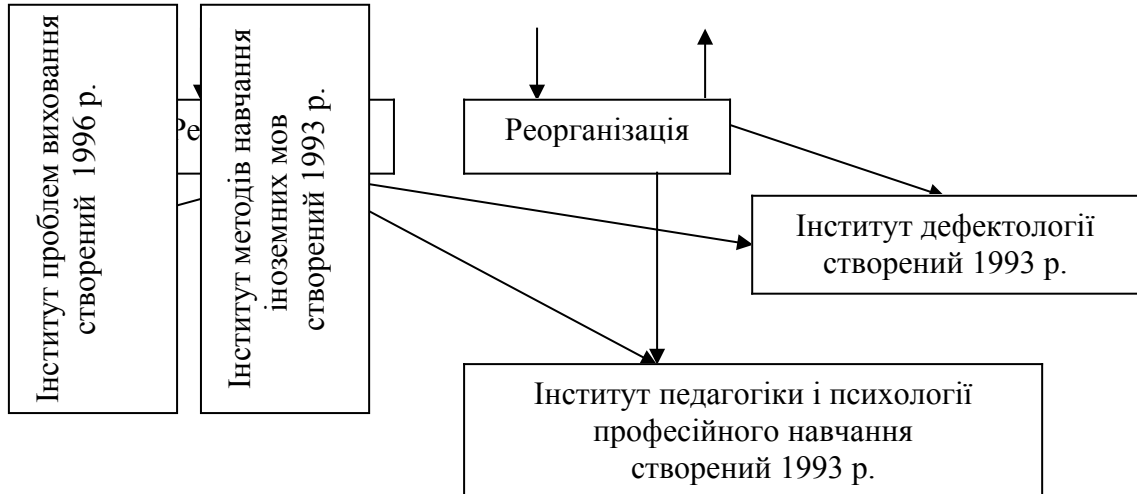 Інститут проблем виховання
створений 1996 р.
Ре
Інститут методів навчання
іноземних мов
створений 1993 р.
Реорганізація
Інститут дефектології
створений 1993 р.
Інститут педагогіки і психології
професійного навчання
створений 1993 р.